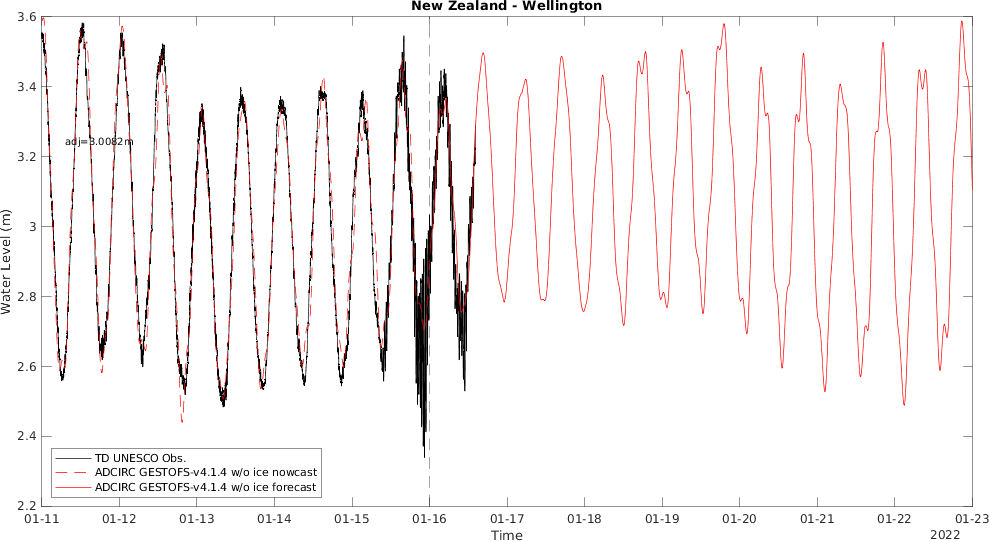 New Zealand - Wellington
3.6
3.4
3.2
3
2.8
2.6
2.4
2.2
Water Level (m)
adj=3.0082m
TD UNESCO Obs.
ADCIRC GESTOFS-v4.1.4 w/o ice nowcast
ADCIRC GESTOFS-v4.1.4 w/o ice forecast
01-11 01-12 01-13 01-14 01-15 01-16 01-17 01-18 01-19 01-20 01-21 01-22 01-23
Time
2022